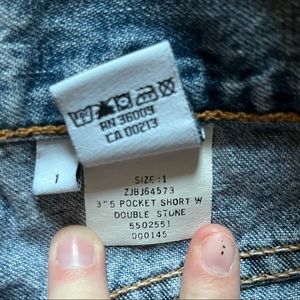 RN 36009
CA 00213
1
SIZE:1
ZJBJ64573
3"5 POCKET SHORT W
DOUBLE STONE
5502551
000145